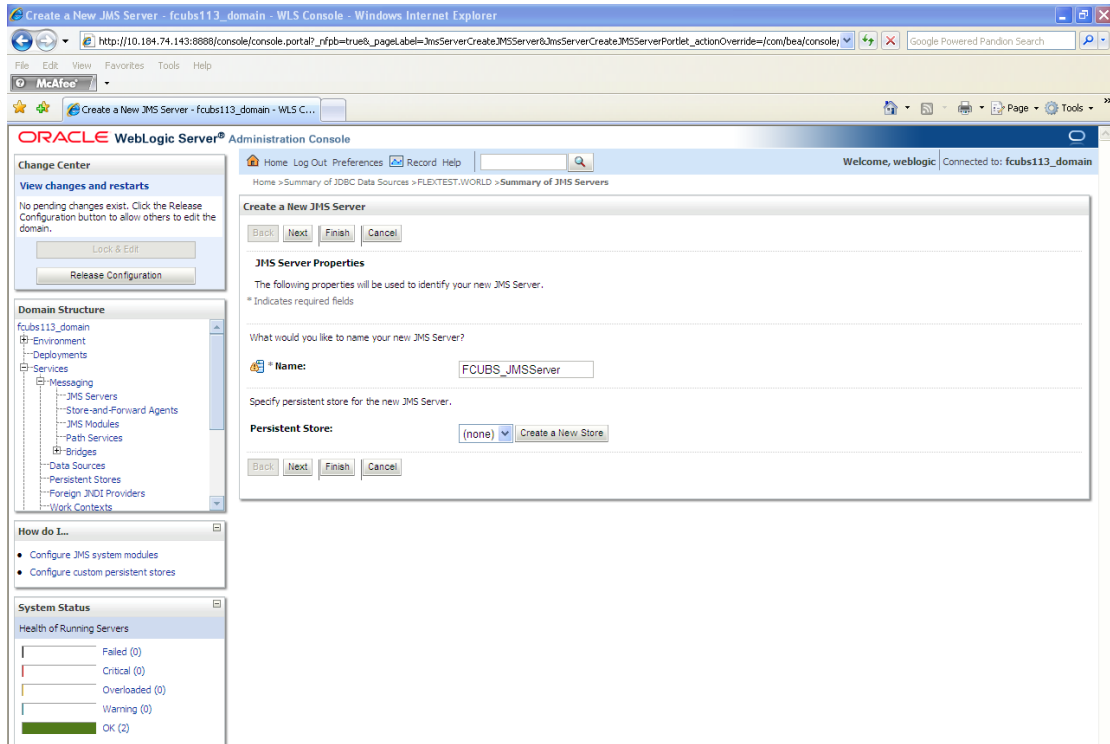 Create a New JMS Server - fcubs113_domain - WLS Console - Windows Internet Explorer
http://10.184.74.143:8888/console/console.portal?_nfpb=true&_pageLabel=JmsServerCreateJMSServer&JmsServerCreateJMSServerPortlet_actionOverride=/com/bea/console/
Google Powered Pandion Search
File Edit View Favorites Tools Help
McAfee
Create a New JMS Server - fcubs113_domain - WLS C...
Page Tools
ORACLE WebLogic Server® Administration Console
Change Center
View changes and restarts
No pending changes exist. Click the Release
Configuration button to allow others to edit the
domain.
Lock & Edit
Release Configuration
Domain Structure
fcubs113_domain
Environment
Deployments
Services
Messaging
JMS Servers
Store-and-Forward Agents
JMS Modules
Path Services
Bridges
Data Sources
Persistent Stores
Foreign JNDI Providers
Work Contexts
How do I...
Configure JMS system modules
Configure custom persistent stores
System Status
Health of Running Servers
Failed (0)
Critical (0)
Overloaded (0)
Warning (0)
OK (2)
Home Log Out Preferences Record Help
Welcome, weblogic Connected to: fcubs113_domain
Home >Summary of JDBC Data Sources >FLEXTEST.WORLD >Summary of JMS Servers
Create a New JMS Server
Back Next Finish Cancel
JMS Server Properties
The following properties will be used to identify your new JMS Server.
* Indicates required fields
What would you like to name your new JMS Server?
* Name: FCUBS_JMSServer
Specify persistent store for the new JMS Server.
Persistent Store: (none) Create a New Store
Back Next Finish Cancel